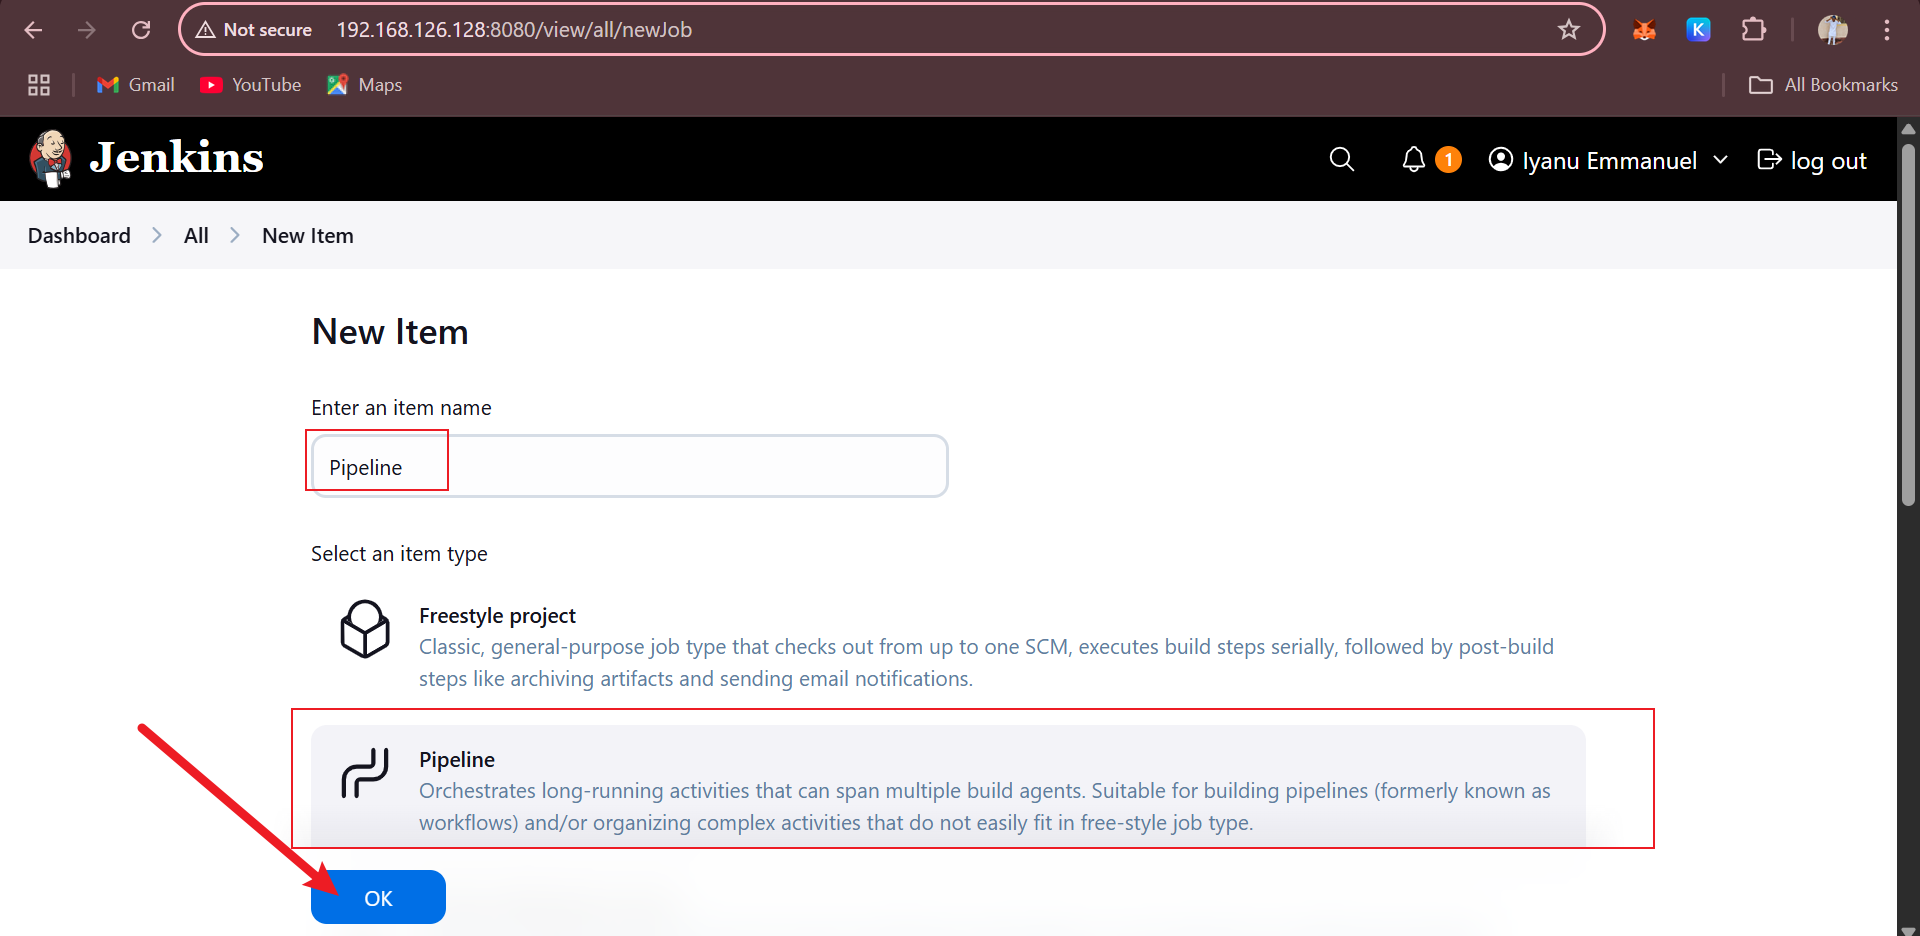 Not secure 192.168.126.128:8080/view/all/newJob
K
Gmail YouTube Maps All Bookmarks
Jenkins 1 Iyanu Emmanuel log out
Dashboard All New Item
New Item
Enter an item name
Pipeline
Select an item type
Freestyle project
Classic, general-purpose job type that checks out from up to one SCM, executes build steps serially, followed by post-build
steps like archiving artifacts and sending email notifications.
Pipeline
Orchestrates long-running activities that can span multiple build agents. Suitable for building pipelines (formerly known as
workflows) and/or organizing complex activities that do not easily fit in free-style job type.
OK